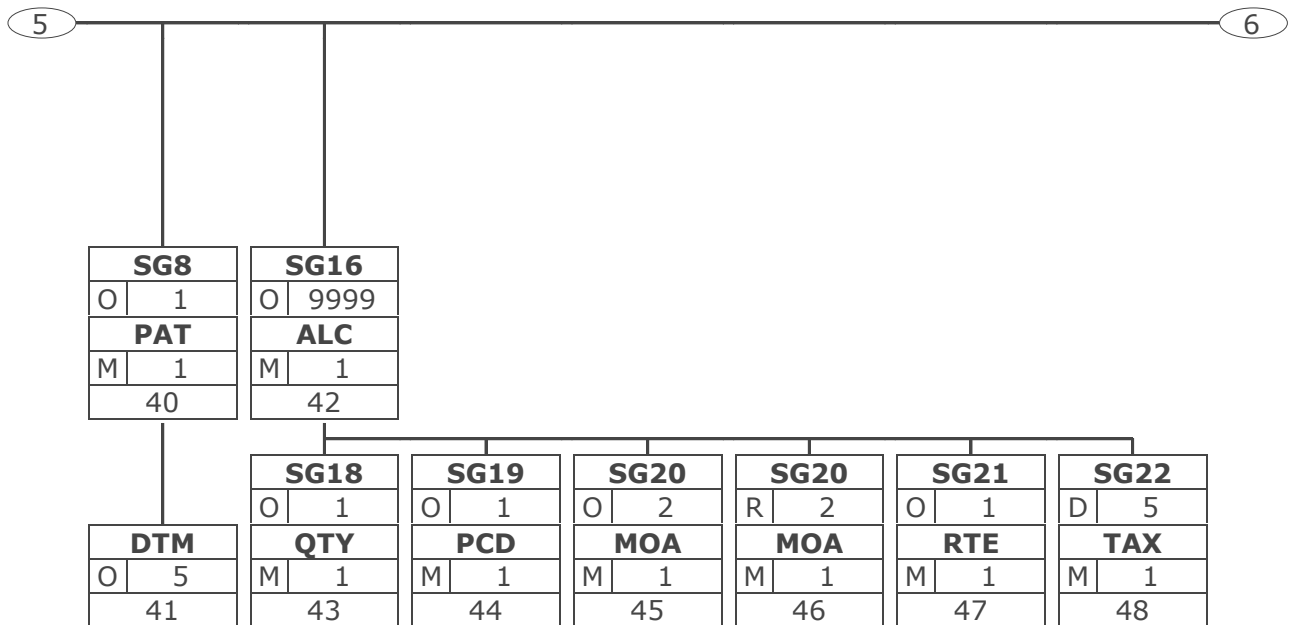 5 6
SG8 SG16
O 1 O 9999
PAT ALC
M 1 M 1
40 42
SG18 SG19 SG20 SG20 SG21 SG22
O 1 O 1 O 2 R 2 O 1 D 5
DTM QTY PCD MOA MOA RTE TAX
O 5 M 1 M 1 M 1 M 1 M 1 M 1
41 43 44 45 46 47 48